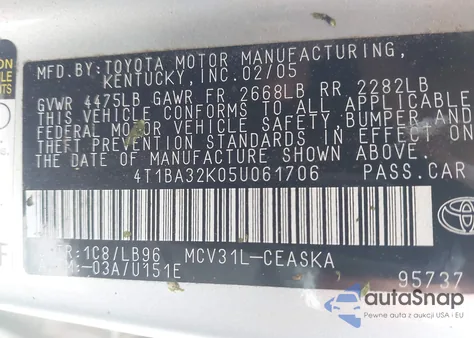 MFD.BY:TOYOTA MOTOR MANUFACTURING,
KENTUCKY,INC.02/05
GVWR 4475LB GAWR FR 2668LB RR 2282LB
THIS VEHICLE CONFORMS TO ALL APPLICABLE
FEDERAL MOTOR VEHICLE SAFETY,BUMPER AND
THEFT PREVENTION STANDARDS IN EFFECT ON
THE DATE OF MANUFACTURE SHOWN ABOVE.
4T1BA32K05U061706 PASS.CAR
:1C8/LB96 MCV31L-CEASKA
-03A/U151E
95737
TOYOTA
autoSnap
Pewne auta z aukcji USA i EU